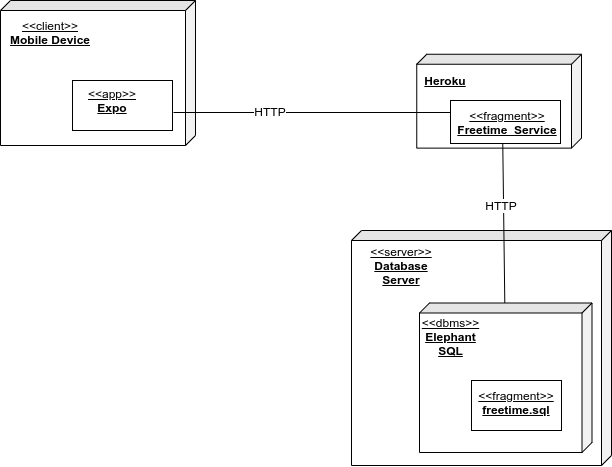 <<client>>
Mobile Device
<<app>>
Expo
HTTP
Heroku
<<fragment>>
Freetime_Service
HTTP
<<server>>
Database
Server
<<dbms>>
Elephant
SQL
<<fragment>>
freetime.sql